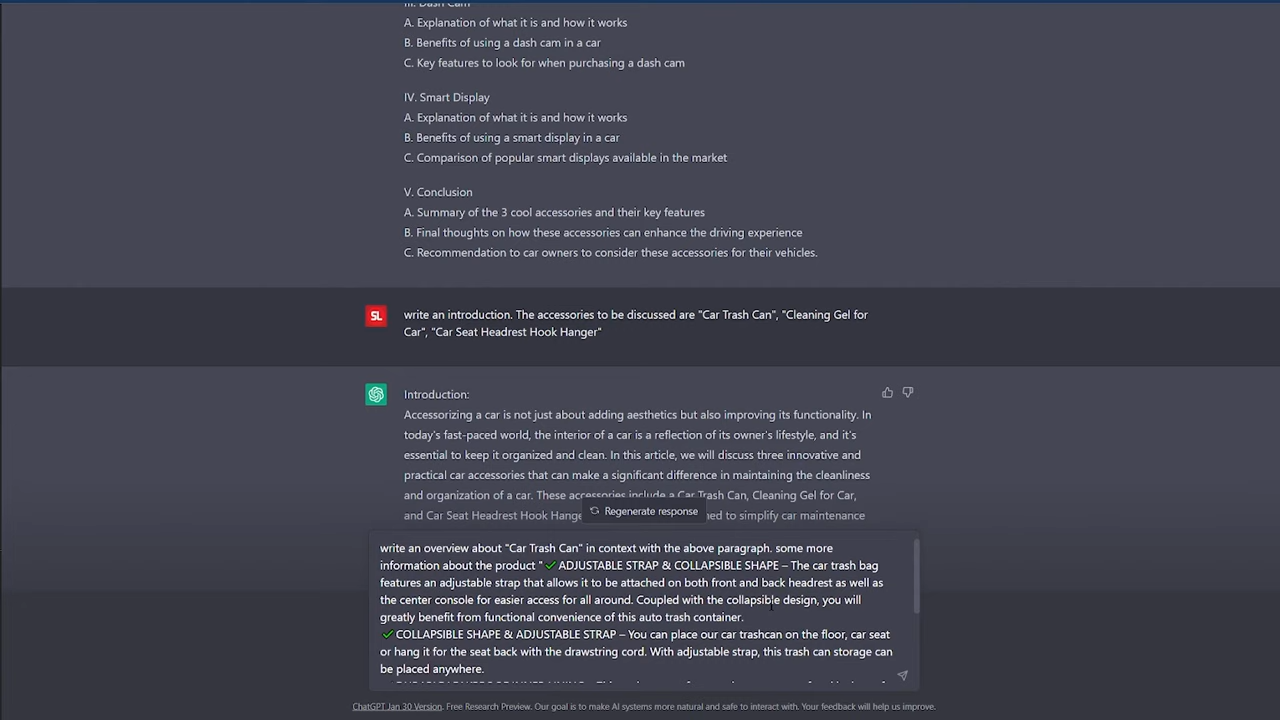 III. Dash Cam
A. Explanation of what it is and how it works
B. Benefits of using a dash cam in a car
C. Key features to look for when purchasing a dash cam
IV. Smart Display
A. Explanation of what it is and how it works
B. Benefits of using a smart display in a car
C. Comparison of popular smart displays available in the market
V. Conclusion
A. Summary of the 3 cool accessories and their key features
B. Final thoughts on how these accessories can enhance the driving experience
C. Recommendation to car owners to consider these accessories for their vehicles.
SL
write an introduction. The accessories to be discussed are "Car Trash Can", "Cleaning Gel for
Car", "Car Seat Headrest Hook Hanger"
Introduction:
Accessorizing a car is not just about adding aesthetics but also improving its functionality. In
today's fast-paced world, the interior of a car is a reflection of its owner's lifestyle, and it's
essential to keep it organized and clean. In this article, we will discuss three innovative and
practical car accessories that can make a significant difference in maintaining the cleanliness
and organization of a car. These accessories include a Car Trash Can, Cleaning Gel for Car,
and Car Seat Headrest Hook Hange ned to simplify car maintenance
Regenerate response
write an overview about "Car Trash Can" in context with the above paragraph. some more
information about the product " ✅ ADJUSTABLE STRAP & COLLAPSIBLE SHAPE – The car trash bag
features an adjustable strap that allows it to be attached on both front and back headrest as well as
the center console for easier access for all around. Coupled with the collapsible design, you will
greatly benefit from functional convenience of this auto trash container.
✅ COLLAPSIBLE SHAPE & ADJUSTABLE STRAP – You can place our car trashcan on the floor, car seat
or hang it for the seat back with the drawstring cord. With adjustable strap, this trash can storage can
be placed anywhere.
ChatGPT Jan 30 Version. Free Research Preview. Our goal is to make AI systems more natural and safe to interact with. Your feedback will help us improve.